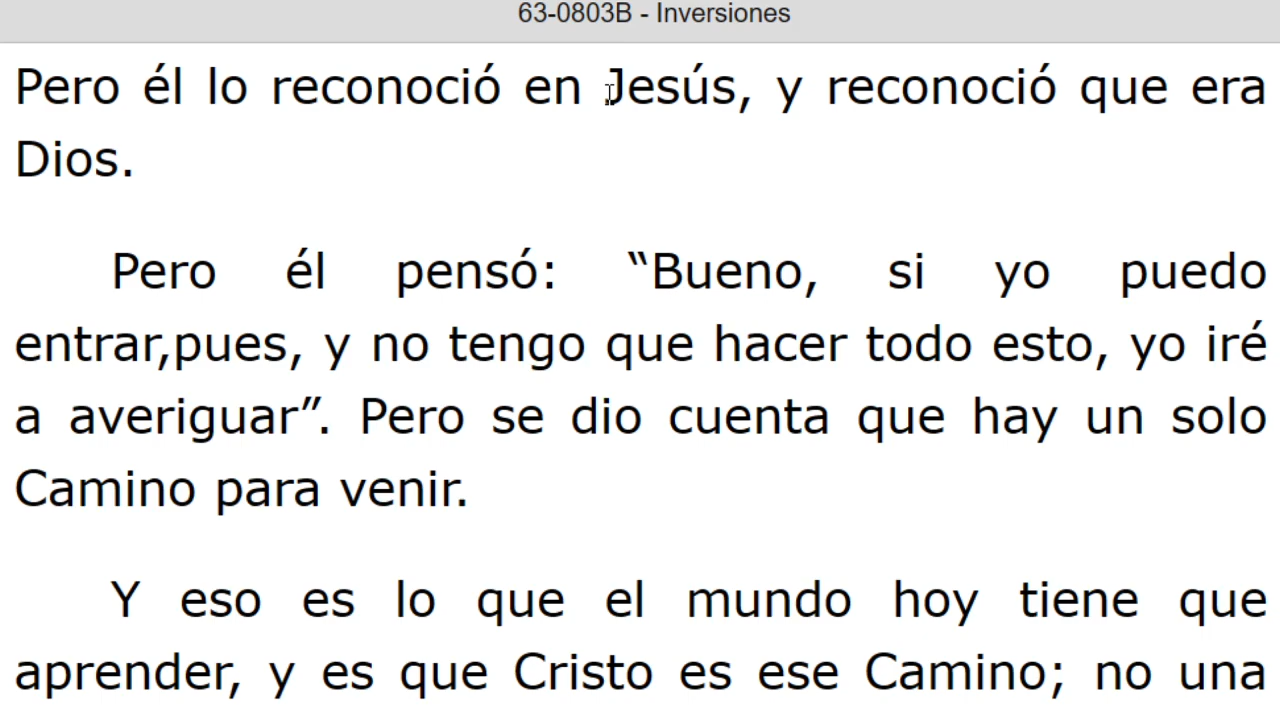 63-0803B - Inversiones
Pero él lo reconoció en Jesús, y reconoció que era
Dios.
Pero él pensó: “Bueno, si yo puedo
entrar,pues, y no tengo que hacer todo esto, yo iré
a averiguar”. Pero se dio cuenta que hay un solo
Camino para venir.
Y eso es lo que el mundo hoy tiene que
aprender, y es que Cristo es ese Camino; no una